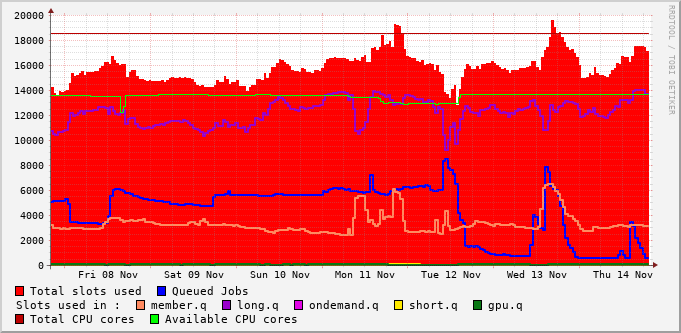 20000
18000
16000
14000
12000
10000
8000
6000
4000
2000
0
Fri 08 Nov Sat 09 Nov Sun 10 Nov Mon 11 Nov Tue 12 Nov Wed 13 Nov Thu 14 Nov
Total slots used Queued Jobs
Slots used in : member.q long.q ondemand.q short.q gpu.q
Total CPU cores Available CPU cores
RRDTOOL / TOBI OETIKER